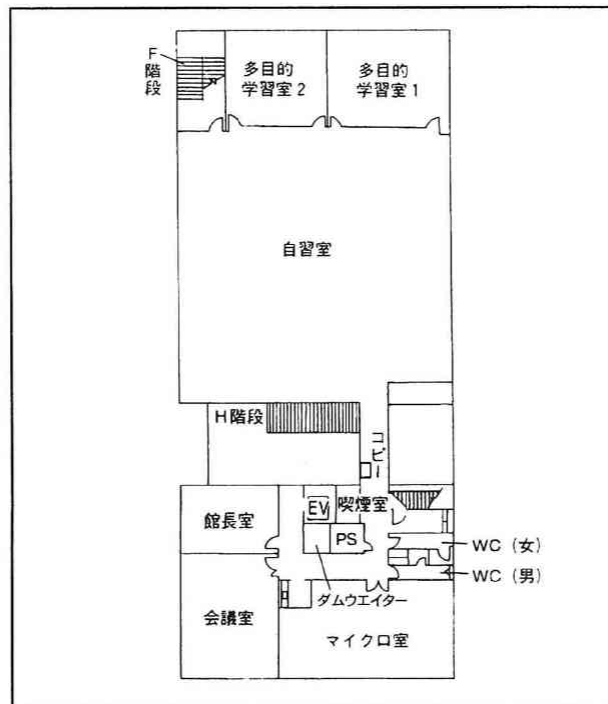 F階段
多目的
学習室2
多目的
学習室1
自習室
H階段
コピー
館長室
EV
喫煙室
PS
WC(女)
WC(男)
ダムウエイター
会議室
マイクロ室